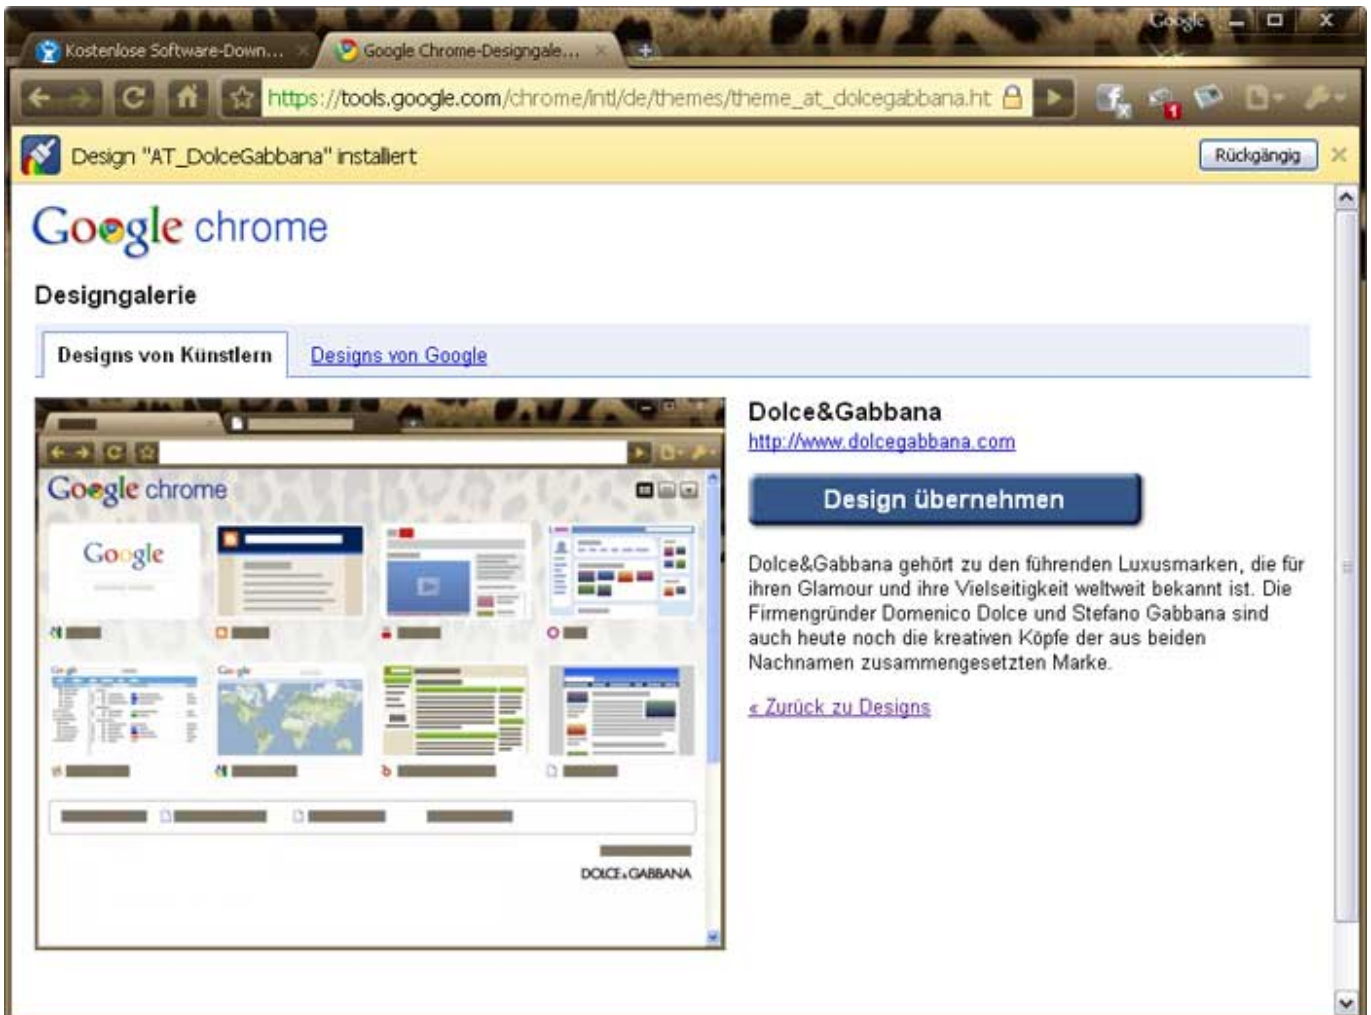 Google
Kostenlose Software-Down...
Google Chrome-Designgale...
https://tools.google.com/chrome/intl/de/themes/theme_at_dolcegabbana.ht
1
Design "AT_DolceGabbana" installiert
Rückgängig
Google chrome
Designgalerie
Designs von Künstlern
Designs von Google
Google chrome
Google
Google
Google
DOLCE&GABBANA
Dolce&Gabbana
http://www.dolcegabbana.com
Design übernehmen
Dolce&Gabbana gehört zu den führenden Luxusmarken, die für
ihren Glamour und ihre Vielseitigkeit weltweit bekannt ist. Die
Firmengründer Domenico Dolce und Stefano Gabbana sind
auch heute noch die kreativen Köpfe der aus beiden
Nachnamen zusammengesetzten Marke.
« Zurück zu Designs